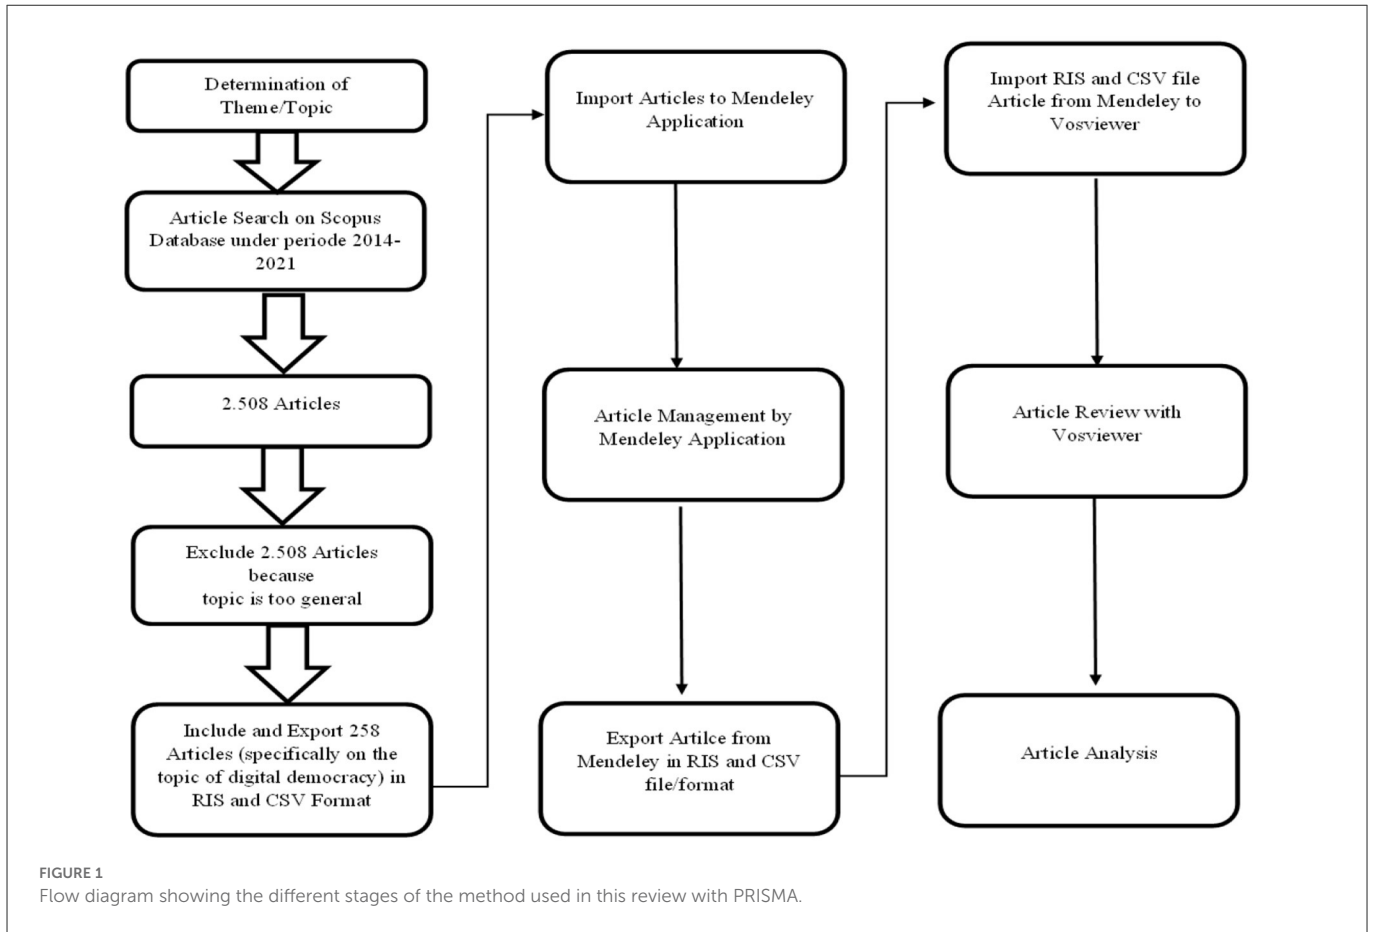 Determination of
Theme/Topic
Article Search on Scopus
Database under periode 2014-
2021
2.508 Articles
Exclude 2.508 Articles
because
topic is too general
Include and Export 258
Articles (specifically on the
topic of digital democracy) in
RIS and CSV Format
Import Articles to Mendeley
Application
Article Management by
Mendeley Application
Export Artilce from
Mendeley in RIS and CSV
file/format
Import RIS and CSV file
Article from Mendeley to
Vosviewer
Article Review with
Vosviewer
Article Analysis
FIGURE 1
Flow diagram showing the different stages of the method used in this review with PRISMA.